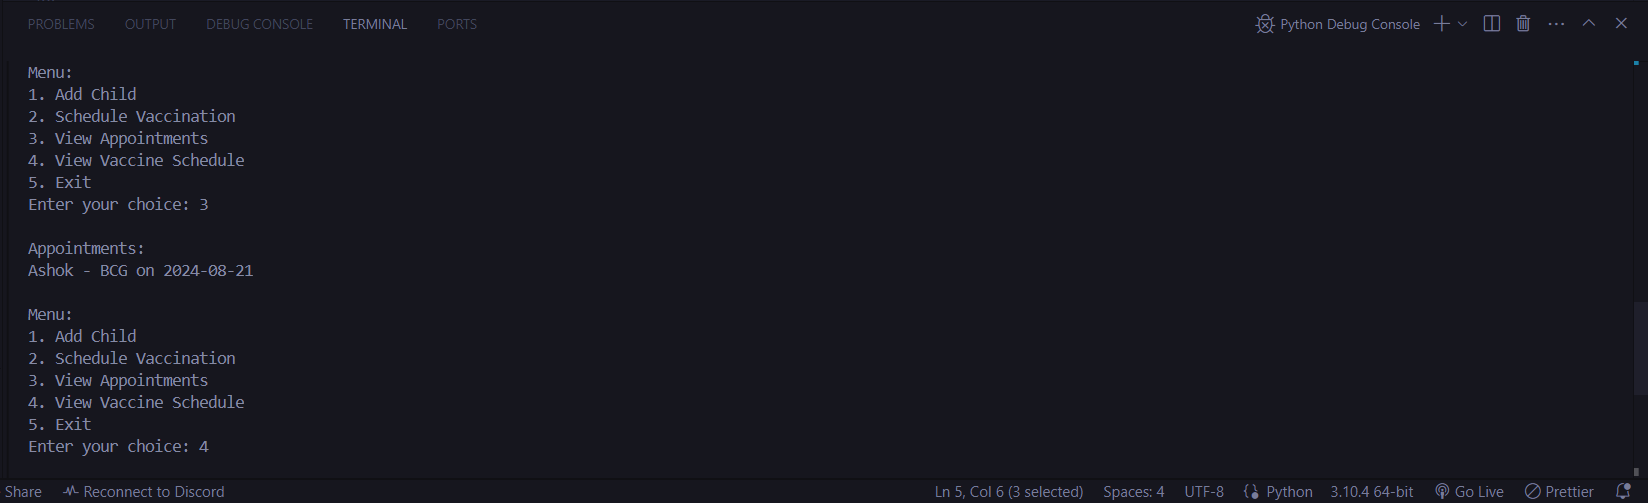 PROBLEMS OUTPUT DEBUG CONSOLE TERMINAL PORTS Python Debug Console
Menu:
1. Add Child
2. Schedule Vaccination
3. View Appointments
4. View Vaccine Schedule
5. Exit
Enter your choice: 3
Appointments:
Ashok - BCG on 2024-08-21
Menu:
1. Add Child
2. Schedule Vaccination
3. View Appointments
4. View Vaccine Schedule
5. Exit
Enter your choice: 4
Share Reconnect to Discord Ln 5, Col 6 (3 selected) Spaces: 4 UTF-8 Python 3.10.4 64-bit Go Live Prettier